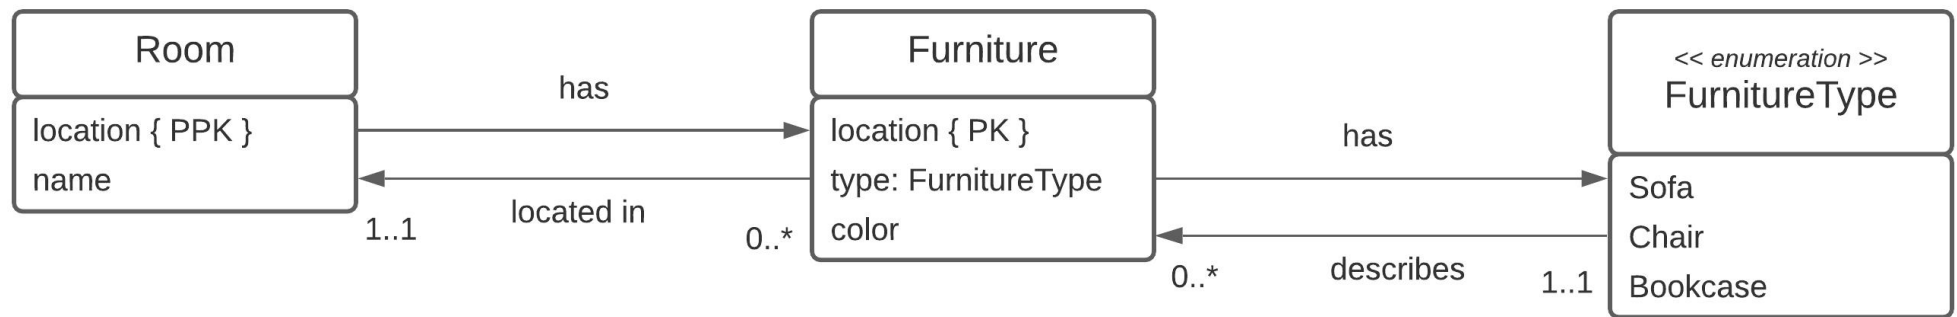 Room
location { PPK }
name
has
located in
1..1
0..*
Furniture
location { PK }
type: FurnitureType
color
has
describes
0..*
1..1
<< enumeration >>
FurnitureType
Sofa
Chair
Bookcase